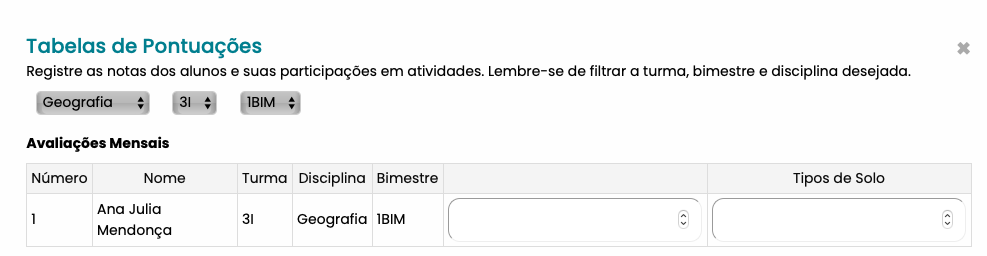 Tabelas de Pontuações
✖
Registre as notas dos alunos e suas participações em atividades. Lembre-se de filtrar a turma, bimestre e disciplina desejada.
Geografia 3I 1BIM
Avaliações Mensais
Número Nome Turma Disciplina Bimestre Tipos de Solo
1 Ana Julia Mendonça 3I Geografia 1BIM